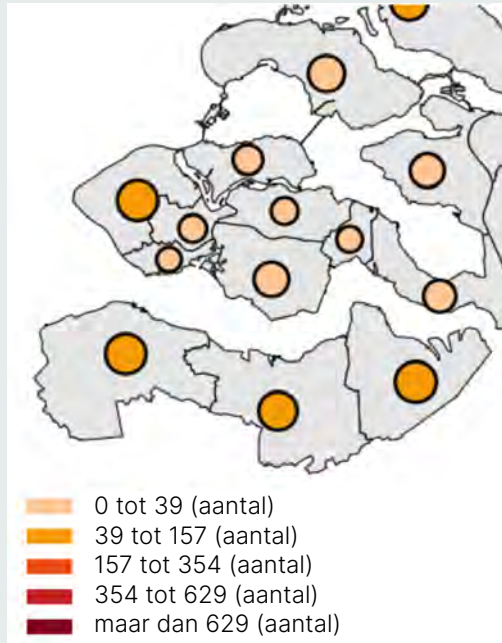 0 tot 39 (aantal)
39 tot 157 (aantal)
157 tot 354 (aantal)
354 tot 629 (aantal)
maar dan 629 (aantal)